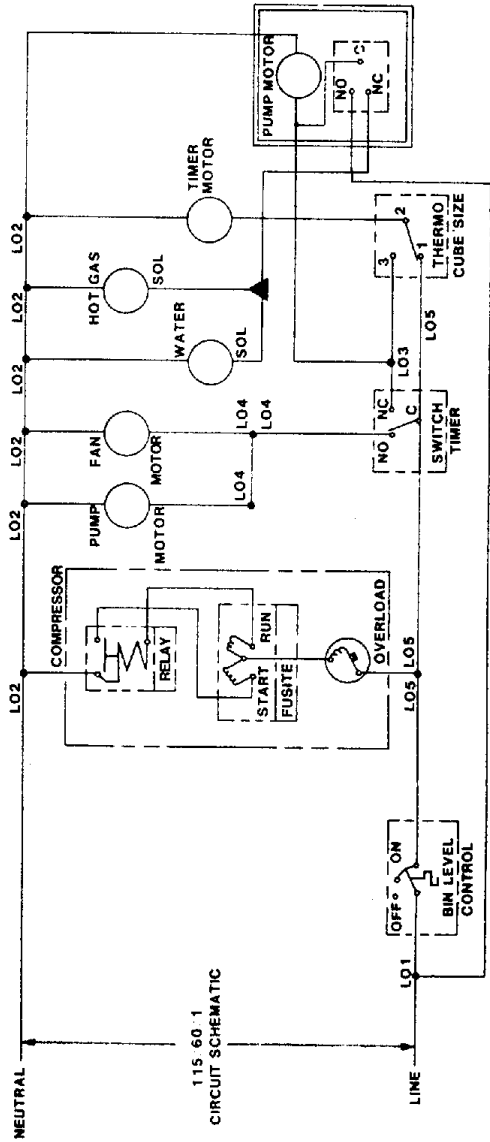 NEUTRAL
LINE
115/60/1
CIRCUIT SCHEMATIC
LO1
OFF
ON
BIN LEVEL
CONTROL
LO2
COMPRESSOR
RELAY
START
RUN
FUSITE
OVERLOAD
LO5
LO5
LO2
PUMP
MOTOR
LO4
LO2
FAN
MOTOR
LO4
LO4
NO
NC
C
SWITCH
TIMER
LO2
WATER
SOL
LO3
LO2
HOT GAS
SOL
LO5
LO2
TIMER
MOTOR
3
2
1
THERMO
CUBE SIZE
PUMP MOTOR
NO
C
NC